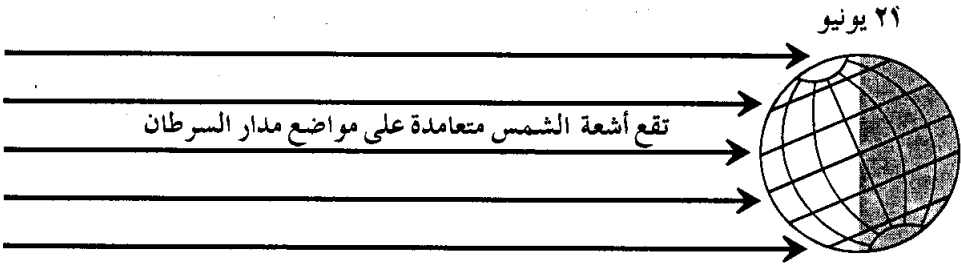 ٢١ يونيو
تقع أشعة الشمس متعامدة على مواضع مدار السرطان